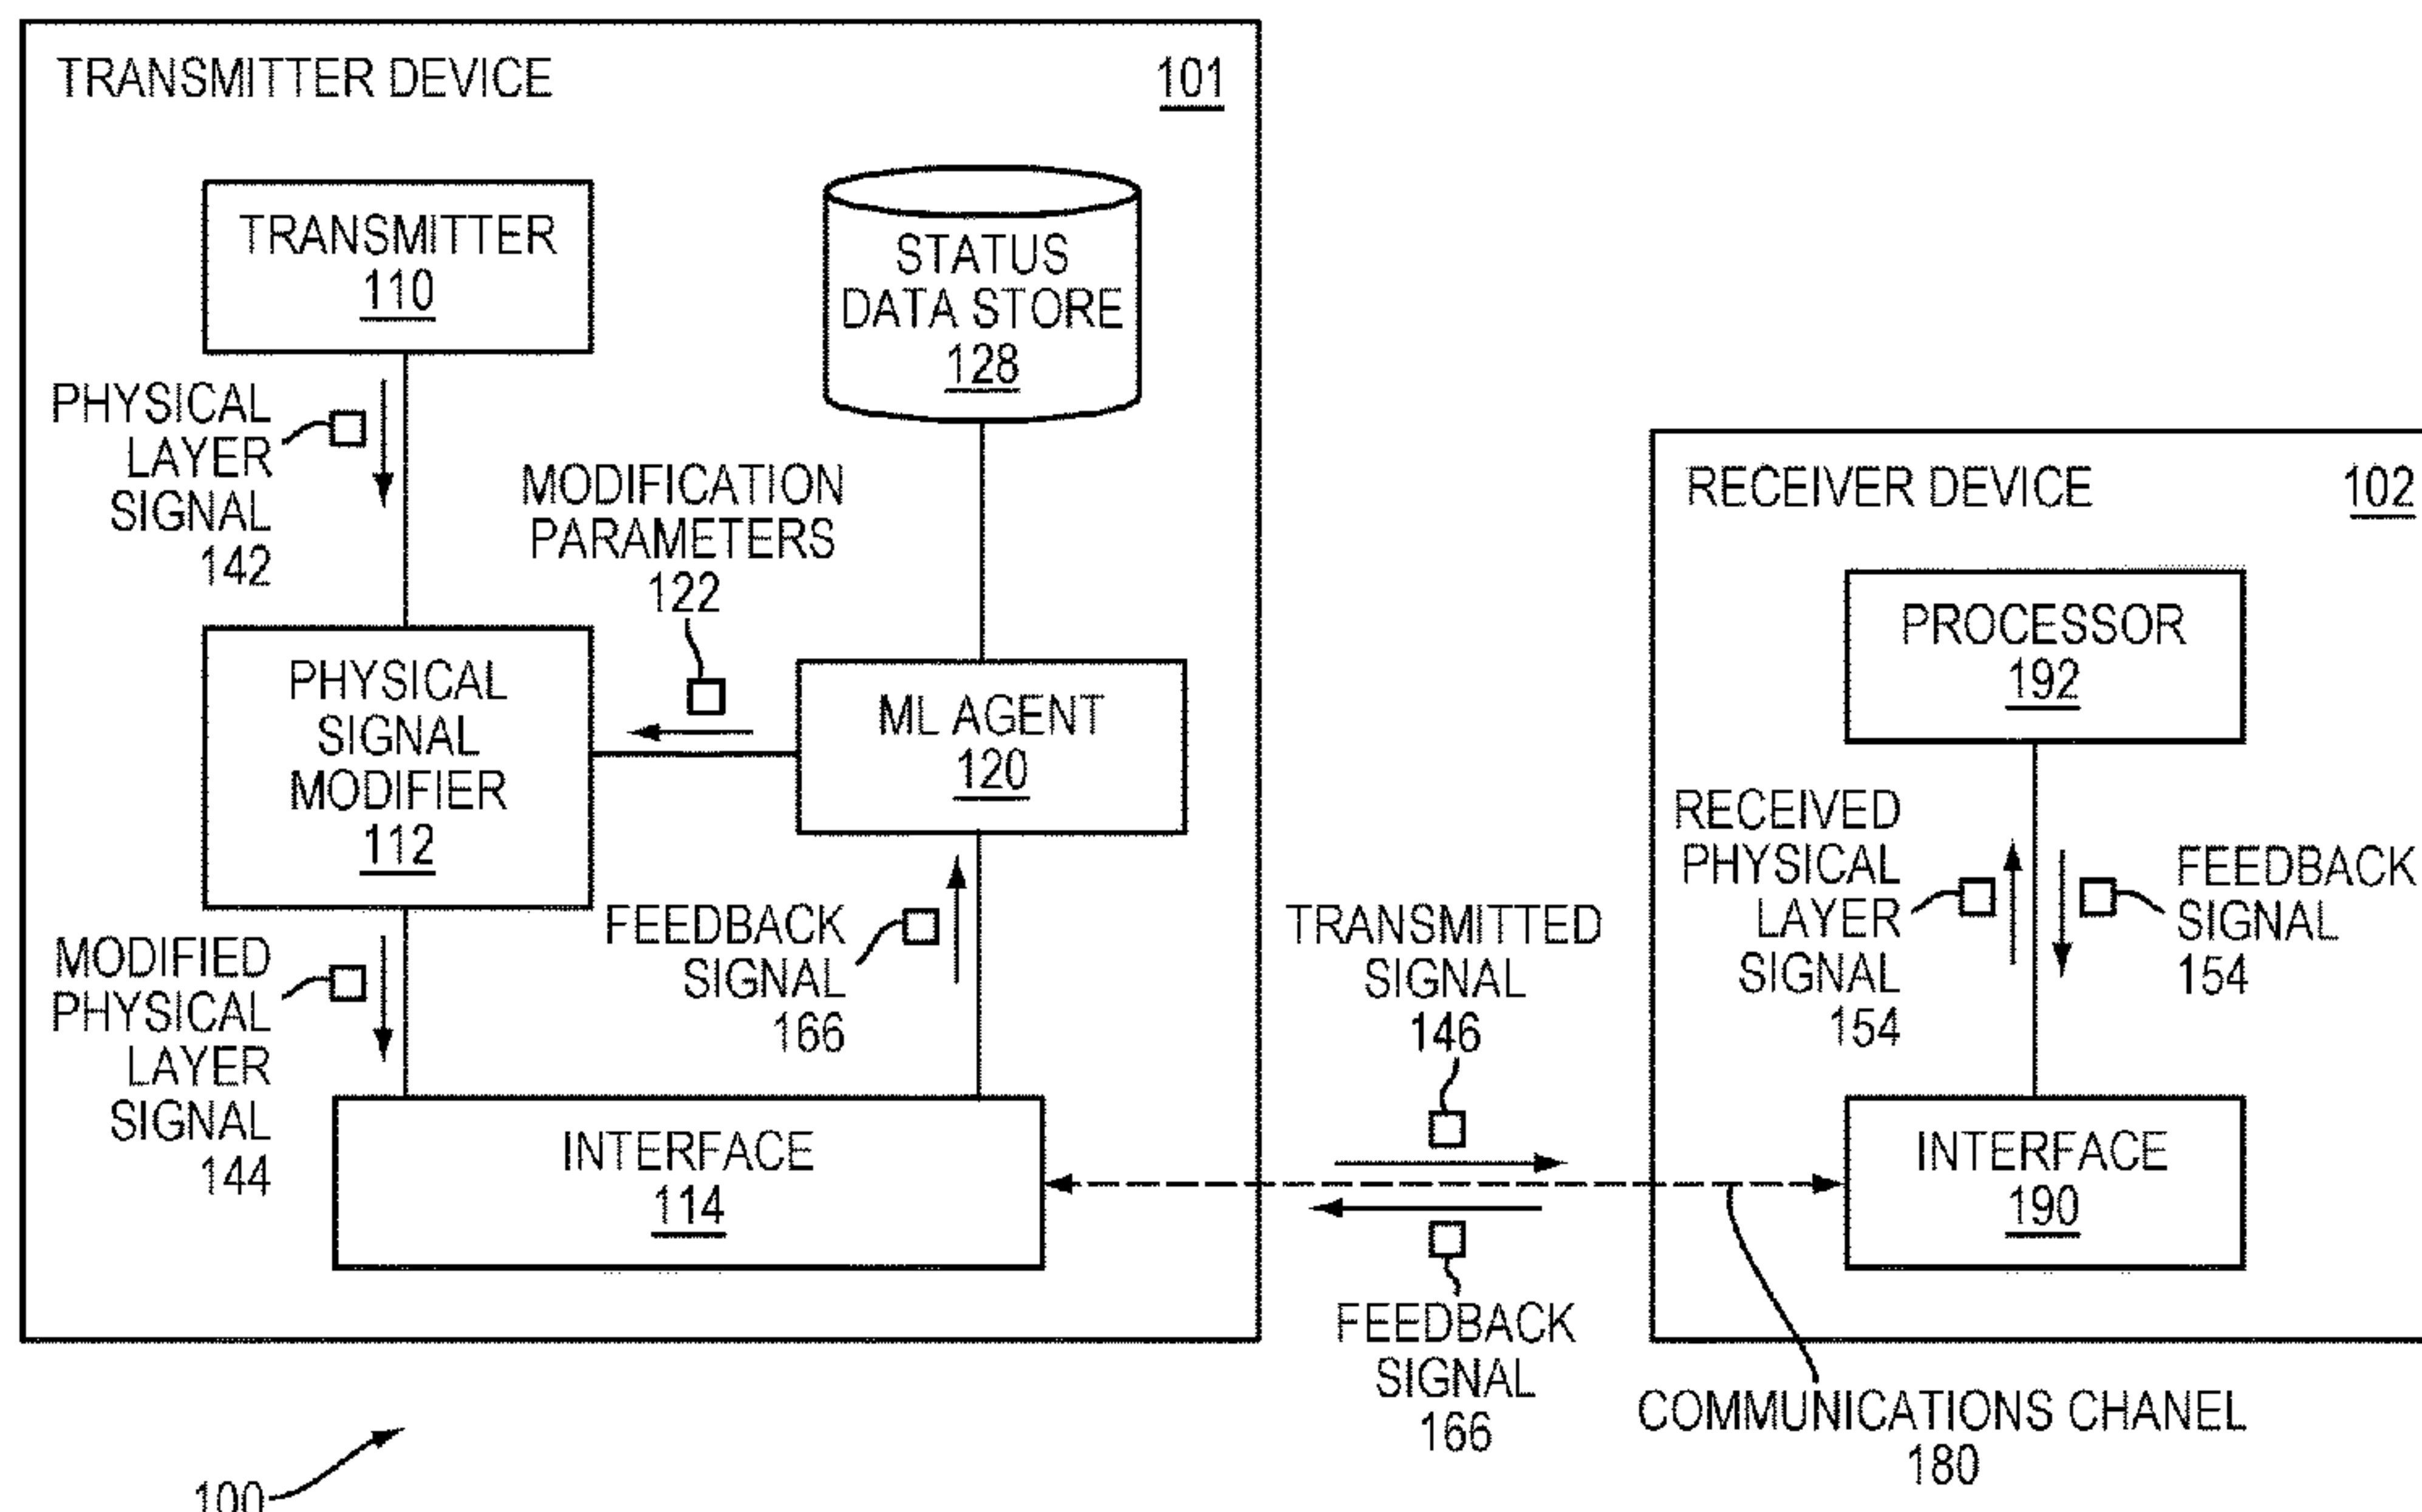 TRANSMITTER DEVICE
101
TRANSMITTER
110
STATUS
DATA STORE
128
PHYSICAL
LAYER
SIGNAL
142
MODIFICATION
PARAMETERS
122
PHYSICAL
SIGNAL
MODIFIER
112
ML AGENT
120
MODIFIED
PHYSICAL
LAYER
SIGNAL
144
FEEDBACK
SIGNAL
166
INTERFACE
114
TRANSMITTED
SIGNAL
146
FEEDBACK
SIGNAL
166
RECEIVER DEVICE
102
PROCESSOR
192
RECEIVED
PHYSICAL
LAYER
SIGNAL
154
FEEDBACK
SIGNAL
154
INTERFACE
190
COMMUNICATIONS CHANEL
180
100